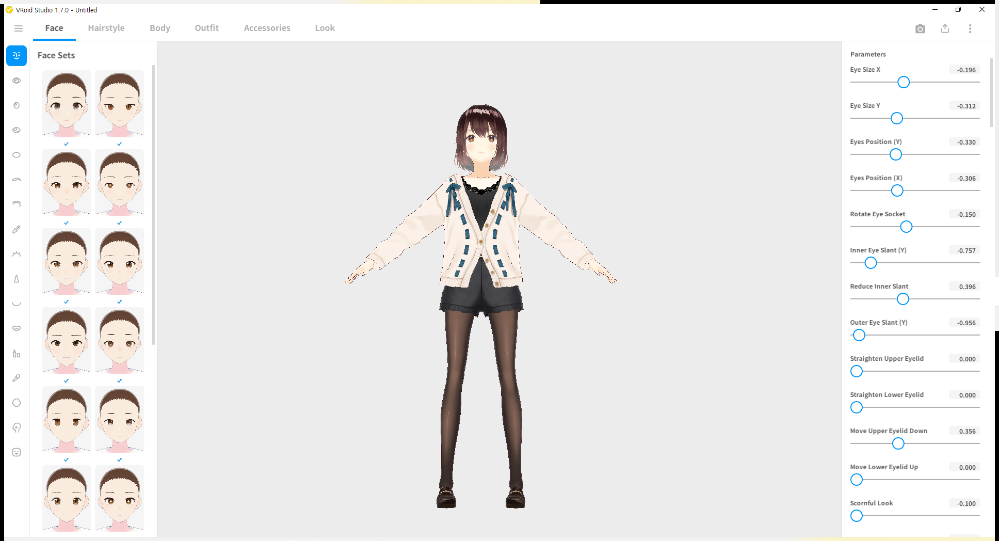 VRoid Studio 1.7.0 - Untitled
Face Hairstyle Body Outfit Accessories Look
Face Sets
Parameters
Eye Size X -0.196
Eye Size Y -0.312
Eyes Position (Y) -0.330
Eyes Position (X) -0.306
Rotate Eye Socket -0.150
Inner Eye Slant (Y) -0.757
Reduce Inner Slant 0.396
Outer Eye Slant (Y) -0.956
Straighten Upper Eyelid 0.000
Straighten Lower Eyelid 0.000
Move Upper Eyelid Down 0.356
Move Lower Eyelid Up 0.000
Scornful Look -0.100